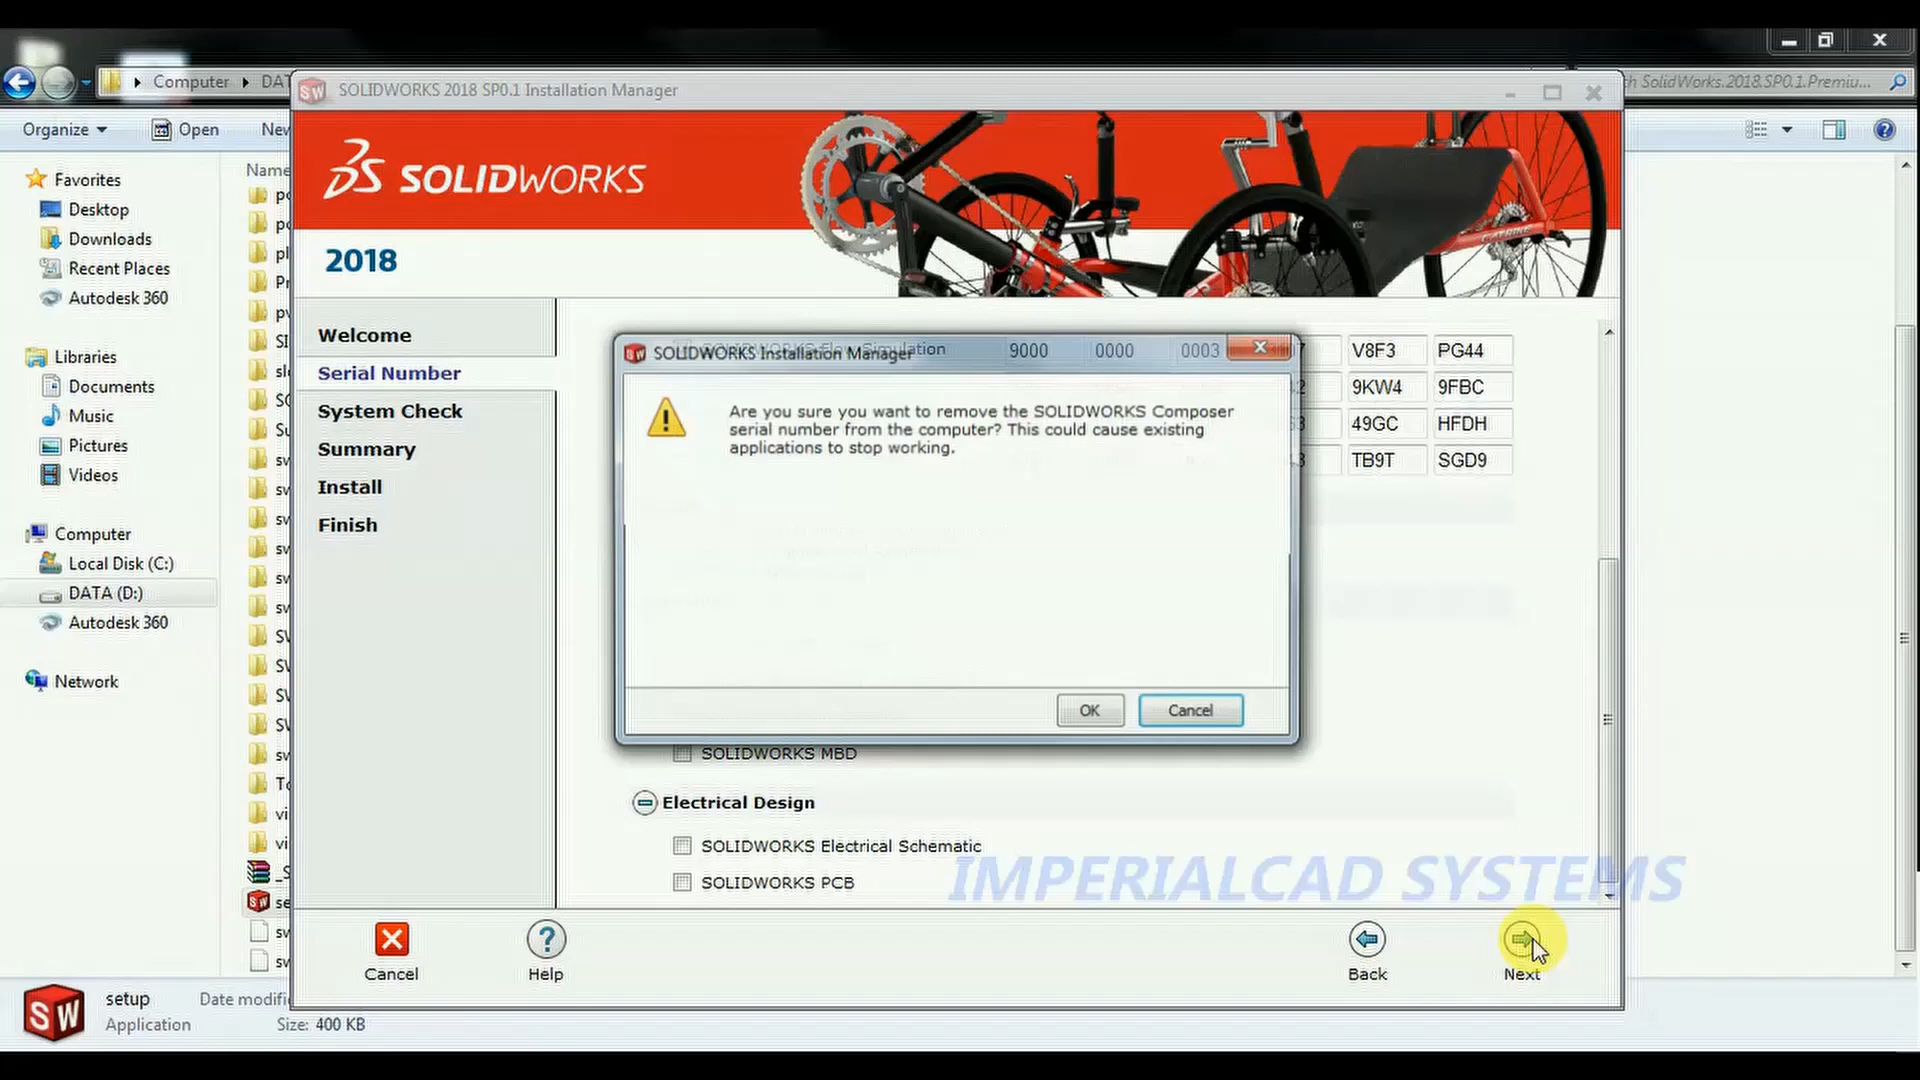 Computer
DAT
SOLIDWORKS 2018 SP0.1 Installation Manager
ch SolidWorks.2018.SP0.1.Premiu...
Organize
Open
New
SOLIDWORKS
2018
Name
Favorites
Desktop
Downloads
Recent Places
Autodesk 360
Libraries
Documents
Music
Pictures
Videos
Computer
Local Disk (C:)
DATA (D:)
Autodesk 360
Network
Welcome
Serial Number
System Check
Summary
Install
Finish
SOLIDWORKS Installation Manager
9000 0000 0003 V8F3 PG44
9KW4 9FBC
49GC HFDH
TB9T SGD9
Are you sure you want to remove the SOLIDWORKS Composer
serial number from the computer? This could cause existing
applications to stop working.
OK Cancel
SOLIDWORKS MBD
Electrical Design
SOLIDWORKS Electrical Schematic
SOLIDWORKS PCB
IMPERIALCAD SYSTEMS
Cancel
Help
Back
Next
setup
Date modifi
Application
Size: 400 KB